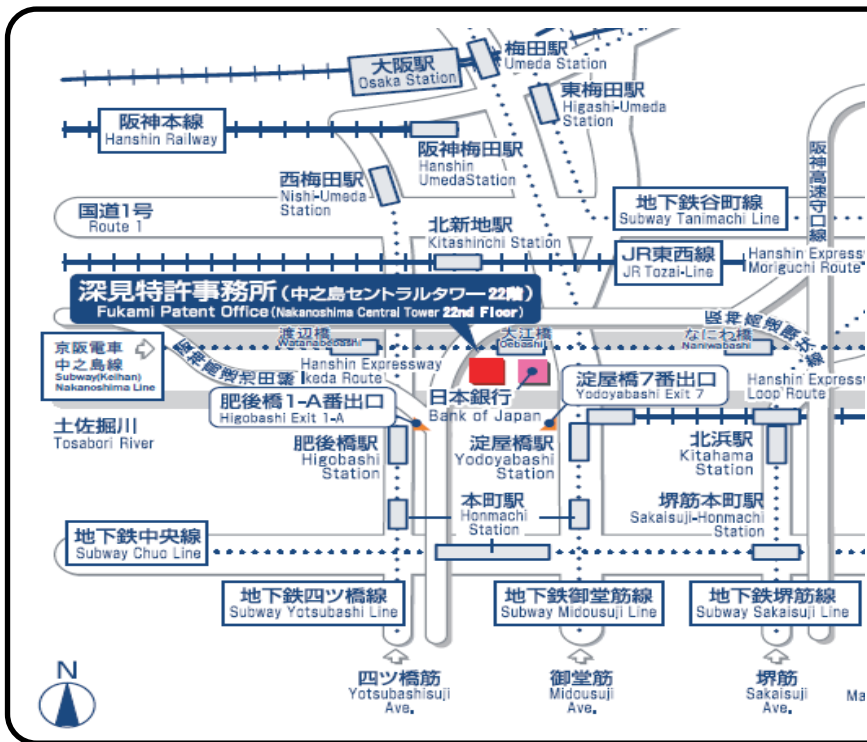 梅田駅
Umeda Station
大阪駅
Osaka Station
東梅田駅
Higashi-Umeda
Station
阪神本線
Hanshin Railway
阪神梅田駅
Hanshin
UmedaStation
阪神高速守口線
西梅田駅
Nishi-Umeda
Station
国道1号
Route 1
地下鉄谷町線
Subway Tanimachi Line
北新地駅
Kitashinchi Station
JR東西線
JR Tozai-Line
Hanshin Expressw
Moriguchi Route
深見特許事務所(中之島セントラルタワー22階)
Fukami Patent Office(Nakanoshima Central Tower 22nd Floor)
京阪電車
中之島線
Subway(Keihan)
Nakanoshima Line
渡辺橋
Watanabebashi
大江橋
Oebashi
なにわ橋
Naniwabashi
Hanshin Expressway
Ikeda Route
日本銀行
Bank of Japan
淀屋橋7番出口
Yodoyabashi Exit 7
Hanshin Express
Loop Route
肥後橋1-A番出口
Higobashi Exit 1-A
土佐堀川
Tosabori River
肥後橋駅
Higobashi
Station
淀屋橋駅
Yodoyabashi
Station
北浜駅
Kitahama
Station
本町駅
Honmachi
Station
堺筋本町駅
Sakaisuji-Honmachi
Station
地下鉄中央線
Subway Chuo Line
地下鉄四ツ橋線
Subway Yotsubashi Line
地下鉄御堂筋線
Subway Midousuji Line
地下鉄堺筋線
Subway Sakaisuji Line
N
四ツ橋筋
Yotsubashisuji
Ave.
御堂筋
Midousuji
Ave.
堺筋
Sakaisuji
Ave.
Ma